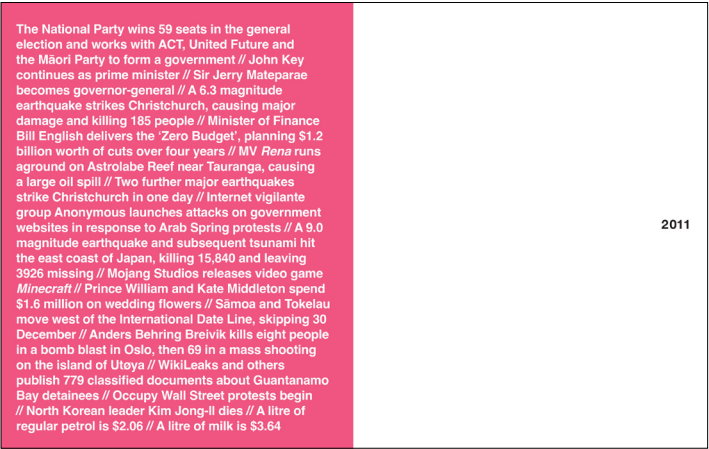 The National Party wins 59 seats in the general
election and works with ACT, United Future and
the Māori Party to form a government // John Key
continues as prime minister // Sir Jerry Mateparae
becomes governor-general // A 6.3 magnitude
earthquake strikes Christchurch, causing major
damage and killing 185 people // Minister of Finance
Bill English delivers the ‘Zero Budget’, planning $1.2
billion worth of cuts over four years // MV Rena runs
aground on Astrolabe Reef near Tauranga, causing
a large oil spill // Two further major earthquakes
strike Christchurch in one day // Internet vigilante
group Anonymous launches attacks on government
websites in response to Arab Spring protests // A 9.0
magnitude earthquake and subsequent tsunami hit
the east coast of Japan, killing 15,840 and leaving
3926 missing // Mojang Studios releases video game
Minecraft // Prince William and Kate Middleton spend
$1.6 million on wedding flowers // Sāmoa and Tokelau
move west of the International Date Line, skipping 30
December // Anders Behring Breivik kills eight people
in a bomb blast in Oslo, then 69 in a mass shooting
on the island of Utøya // WikiLeaks and others
publish 779 classified documents about Guantanamo
Bay detainees // Occupy Wall Street protests begin
// North Korean leader Kim Jong-Il dies // A litre of
regular petrol is $2.06 // A litre of milk is $3.64
2011